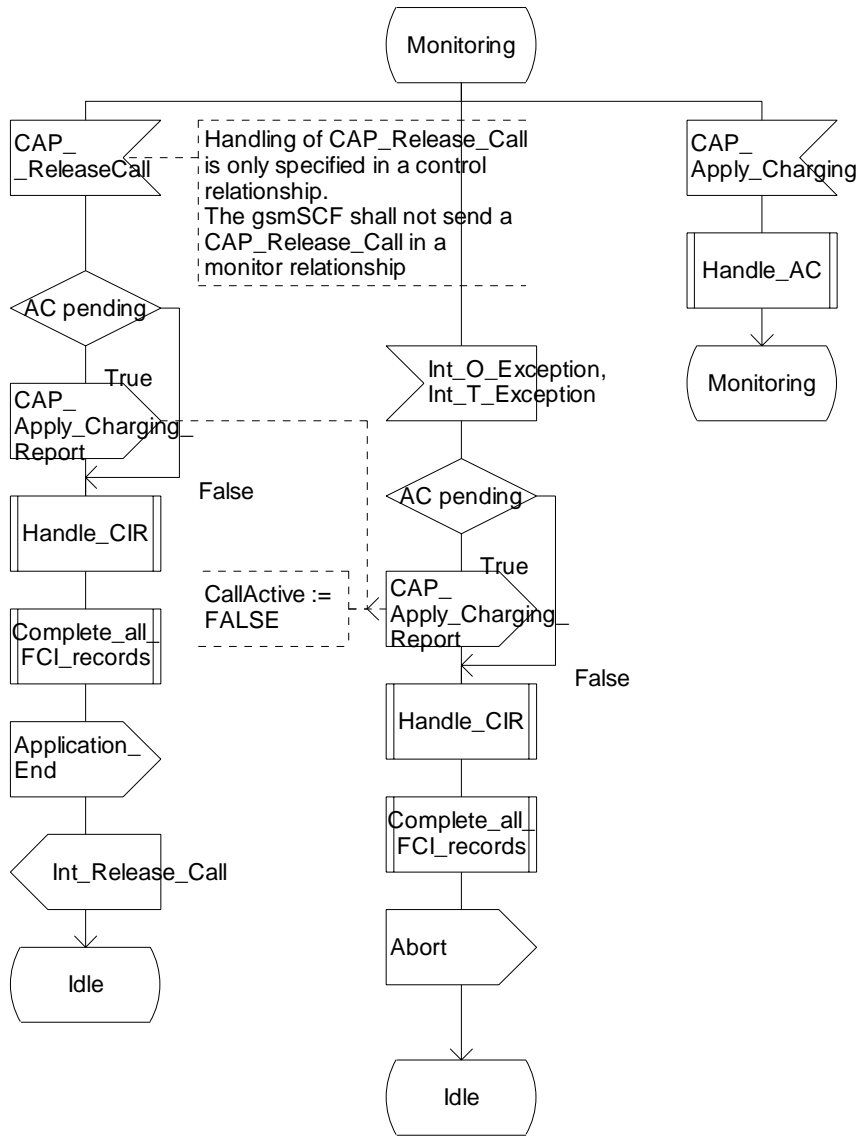 Monitoring
CAP_
_ReleaseCall
Handling of CAP_Release_Call
is only specified in a control
relationship.
The gsmSCF shall not send a
CAP_Release_Call in a
monitor relationship
CAP_
Apply_Charging
Handle_AC
Monitoring
AC pending
True
CAP_
Apply_Charging_
Report
False
Handle_CIR
Complete_all_
FCI_records
Application_
End
Int_Release_Call
Idle
Int_O_Exception,
Int_T_Exception
AC pending
True
CallActive :=
FALSE
CAP_
Apply_Charging_
Report
False
Handle_CIR
Complete_all_
FCI_records
Abort
Idle